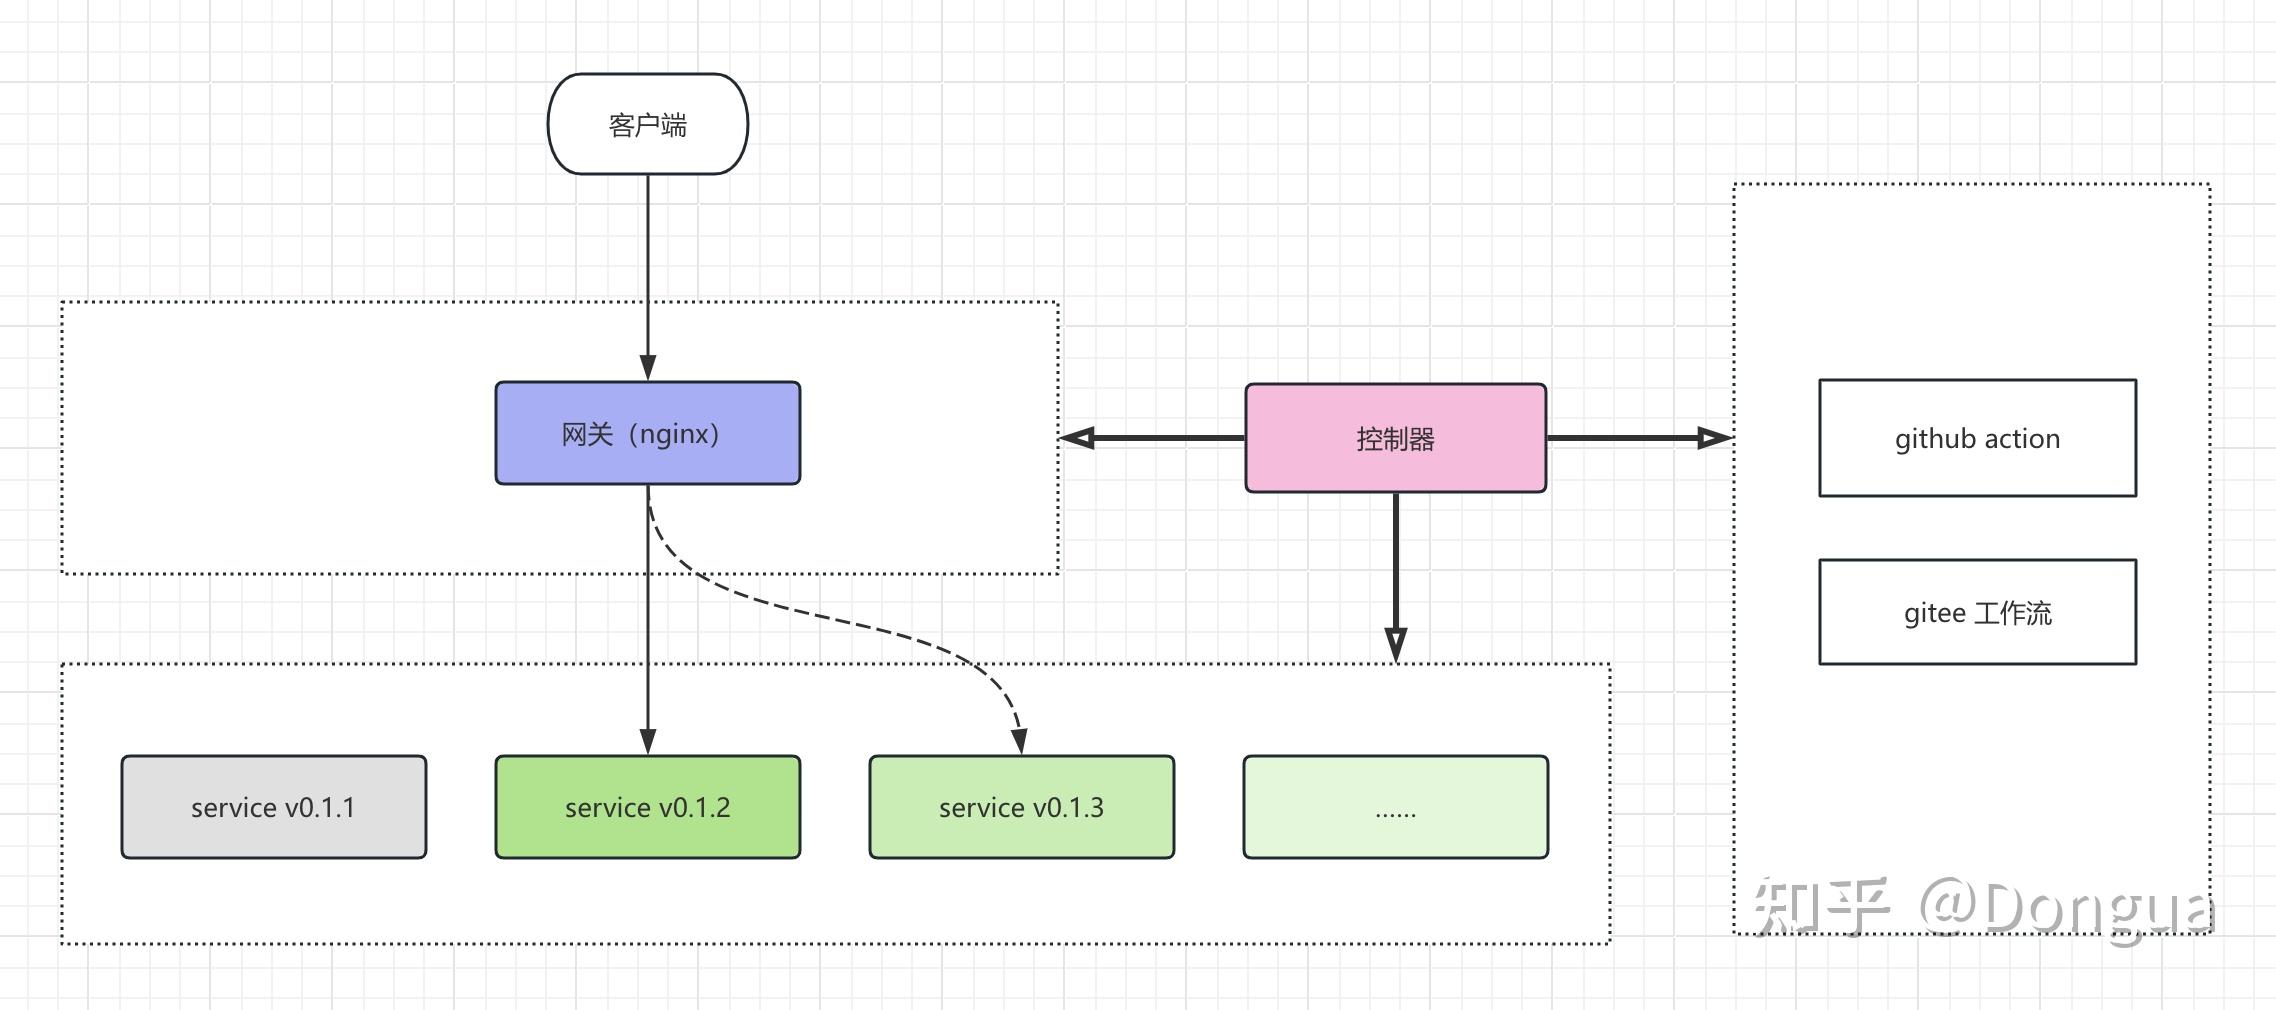 客户端
网关（nginx）
控制器
github action
gitee 工作流
service v0.1.1
service v0.1.2
service v0.1.3
......
知乎 @Dongua